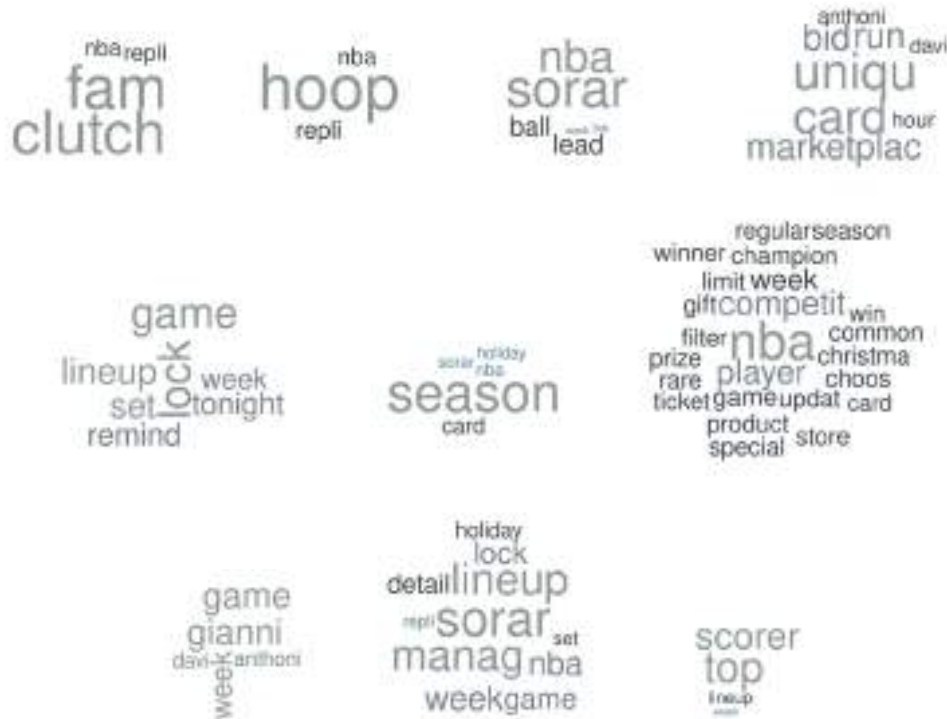 nba repli
fam
clutch
nba
hoop
repli
nba
sorar
ball
lead
anthoni
bid run davi
uniqu
card hour
marketplac
game
lock
lineup week
set tonight
remind
sorar holiday
nba
season
card
regularseason
winner champion
limit week
gift competit win
filter nba common
prize christma
rare player choos
ticket game updat card
product
special store
game
gianni
davi anthoni
week
holiday
lock
detail lineup
repli sorar set
manag nba
week game
scorer
top
lineup